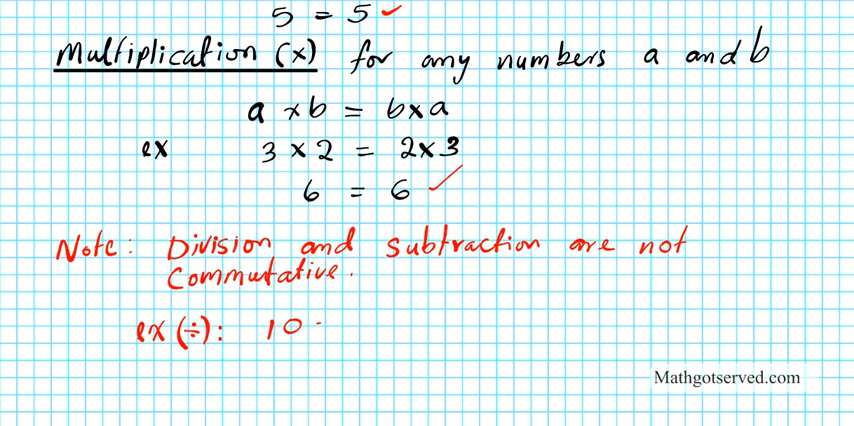 5 = 5 ✓
Multiplication (x) for any numbers a and b
a × b = b×a
ex 3 × 2 = 2×3
6 = 6 ✓
Note: Division and subtraction are not
Commutative.
ex (÷): 10 -
Mathgotserved.com